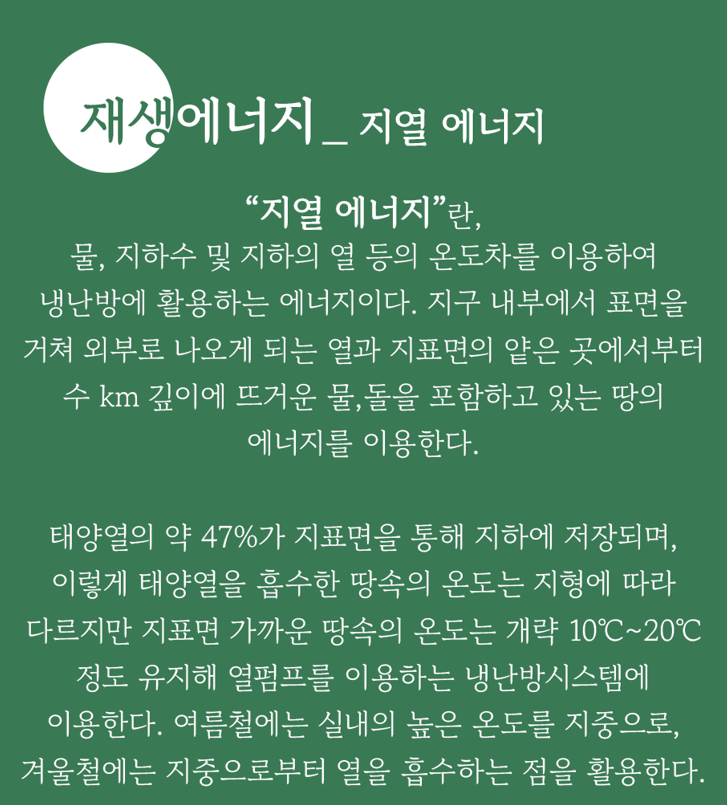 재생에너지_ 지열 에너지
“지열 에너지”란,
물, 지하수 및 지하의 열 등의 온도차를 이용하여
냉난방에 활용하는 에너지이다. 지구 내부에서 표면을
거쳐 외부로 나오게 되는 열과 지표면의 얕은 곳에서부터
수 km 깊이에 뜨거운 물,돌을 포함하고 있는 땅의
에너지를 이용한다.
태양열의 약 47%가 지표면을 통해 지하에 저장되며,
이렇게 태양열을 흡수한 땅속의 온도는 지형에 따라
다르지만 지표면 가까운 땅속의 온도는 개략 10℃~20℃
정도 유지해 열펌프를 이용하는 냉난방시스템에
이용한다. 여름철에는 실내의 높은 온도를 지중으로,
겨울철에는 지중으로부터 열을 흡수하는 점을 활용한다.